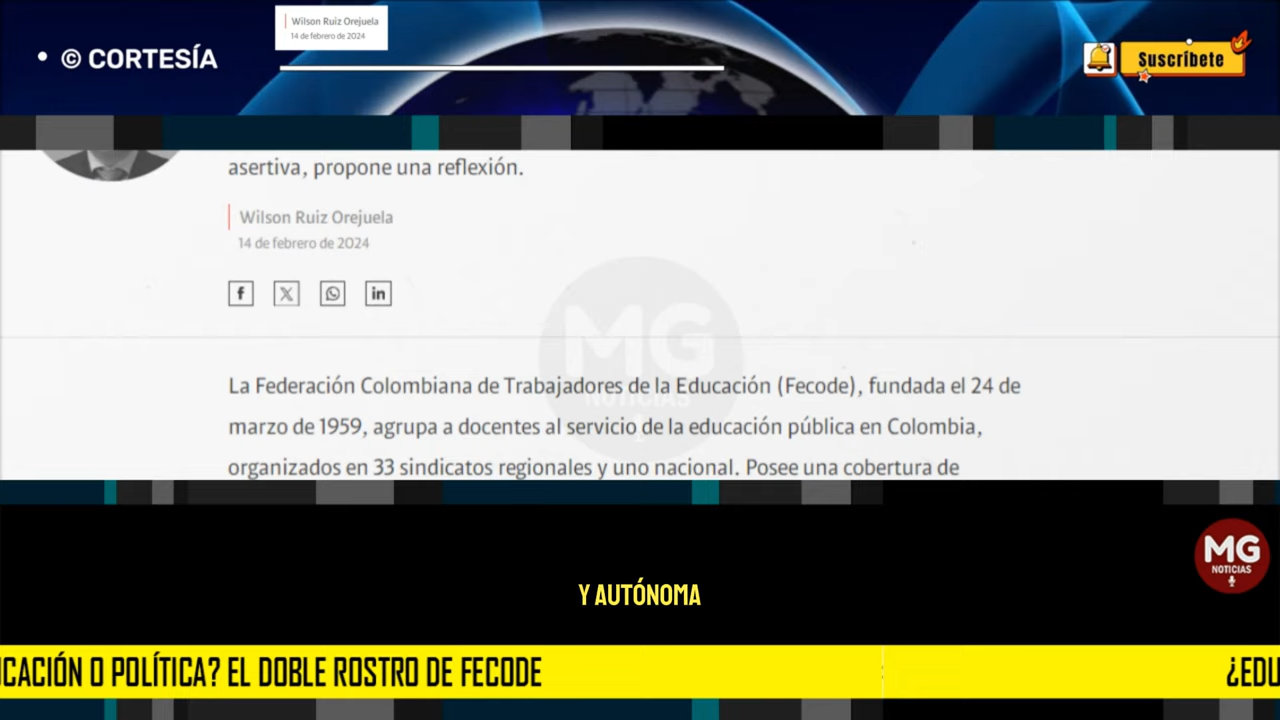 Wilson Ruiz Orejuela
14 de febrero de 2024
• © CORTESÍA
Suscríbete
asertiva, propone una reflexión.
Wilson Ruiz Orejuela
14 de febrero de 2024
MG
NOTICIAS
La Federación Colombiana de Trabajadores de la Educación (Fecode), fundada el 24 de
marzo de 1959, agrupa a docentes al servicio de la educación pública en Colombia,
organizados en 33 sindicatos regionales y uno nacional. Posee una cobertura de
MG
NOTICIAS
Y AUTÓNOMA
CACIÓN O POLÍTICA? EL DOBLE ROSTRO DE FECODE
¿EDU